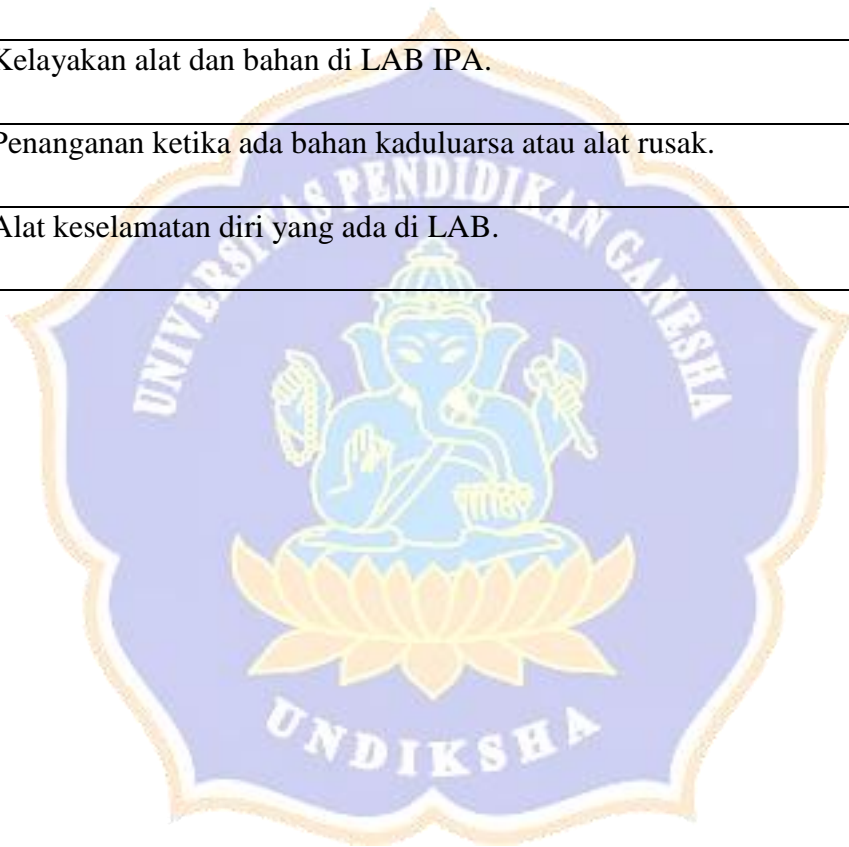 Kelayakan alat dan bahan di LAB IPA.
Penanganan ketika ada bahan kaduluarsa atau alat rusak.
Alat keselamatan diri yang ada di LAB.
UNIVERSITAS PENDIDIKAN GANESHA
UNDIKSHA